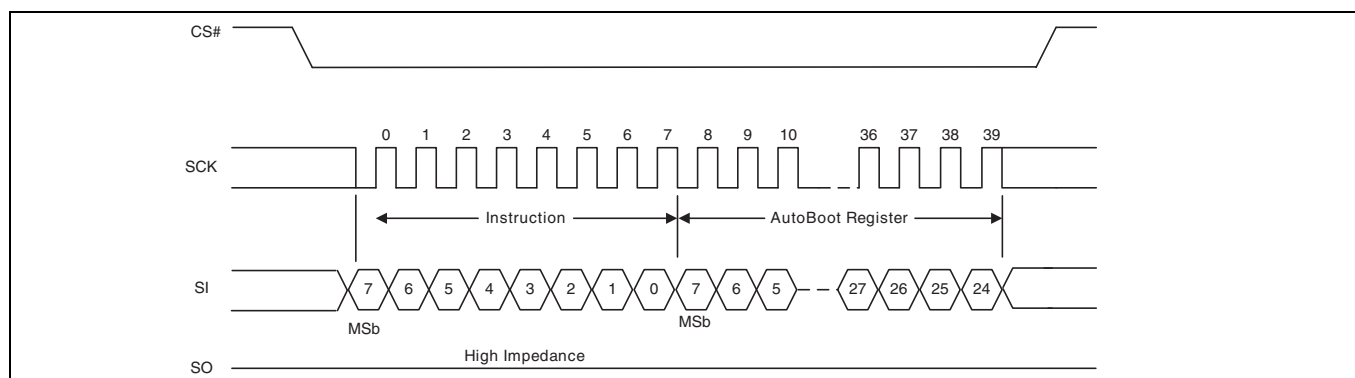 CS#
0 1 2 3 4 5 6 7 8 9 10 36 37 38 39
SCK
Instruction AutoBoot Register
SI 7 6 5 4 3 2 1 0 7 6 5 27 26 25 24
MSb MSb
High Impedance
SO